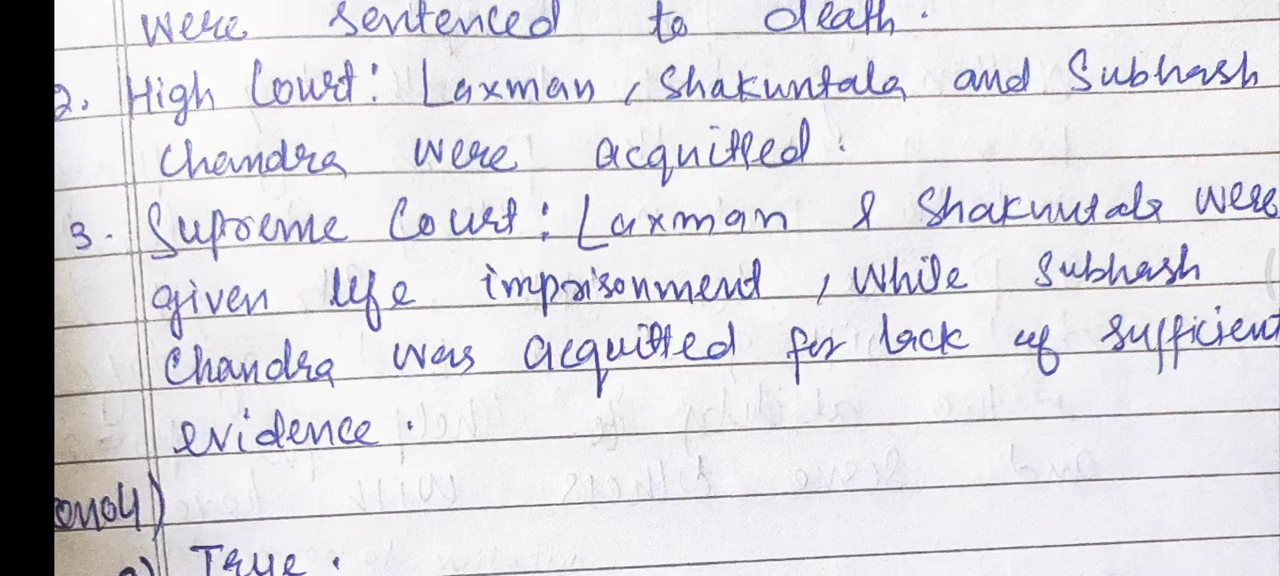 were sentenced to death.
2. High Court: Laxman, Shakuntala and Subhash
Chandra were acquitted.
3. Supreme Court: Laxman & Shakuntala were
given life imprisonment, while Subhash
Chandra was acquitted for lack of sufficient
evidence.
a) True.